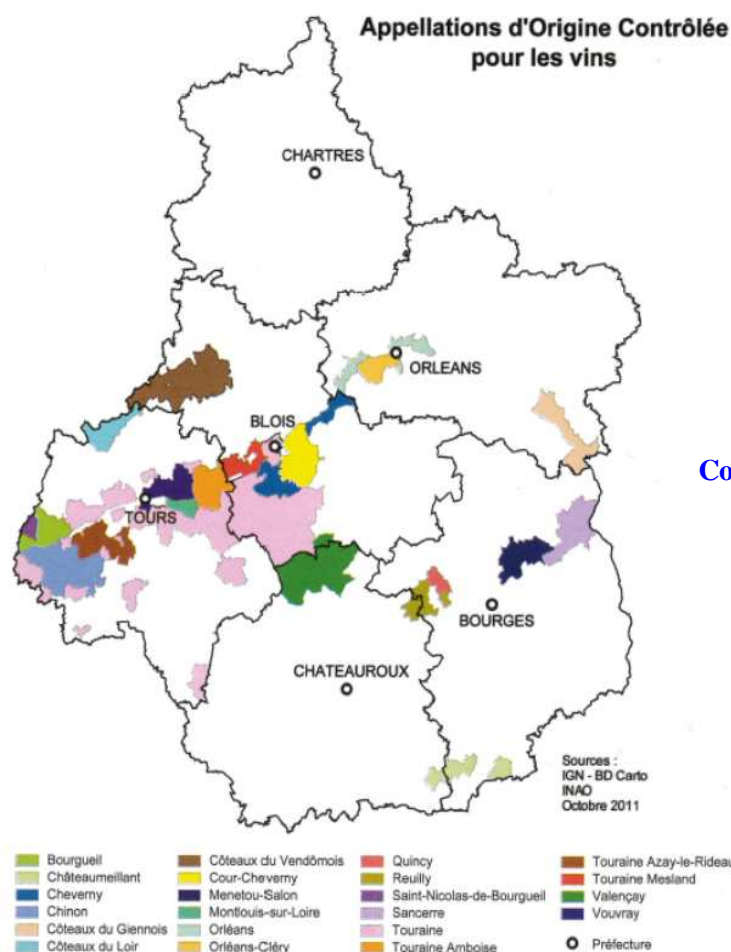 Appellations d'Origine Contrôlée
pour les vins
CHARTRES
ORLEANS
BLOIS
Co
TOURS
BOURGES
CHATEAUROUX
Sources :
IGN - BD Carto
INAO
Octobre 2011
Bourgueil
Châteaumeillant
Cheverny
Chinon
Côteaux du Giennois
Côteaux du Loir
Côteaux du Vendômois
Cour-Cheverny
Menetou-Salon
Montlouis-sur-Loire
Orléans
Orléans-Cléry
Quincy
Reuilly
Saint-Nicolas-de-Bourgueil
Sancerre
Touraine
Touraine Amboise
Touraine Azay-le-Rideau
Touraine Mesland
Valençay
Vouvray
Préfecture